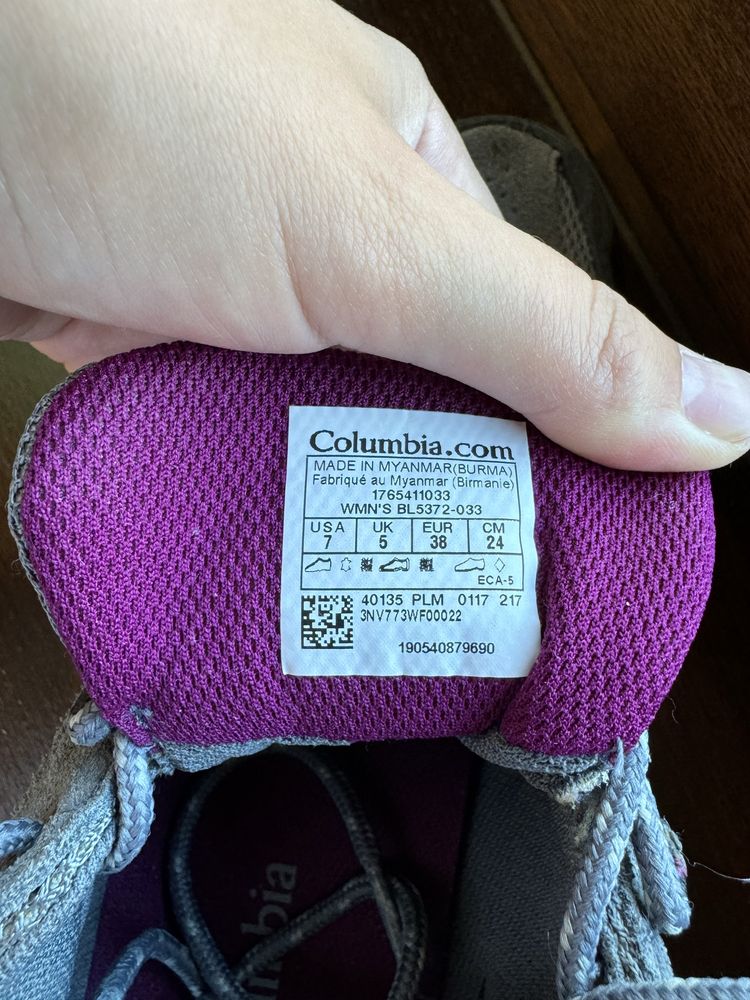 Columbia.com
MADE IN MYANMAR(BURMA)
Fabriqué au Myanmar (Birmanie)
1765411033
WMN'S BL5372-033
USA UK EUR CM
7 5 38 24
ECA-5
40135 PLM 0117 217
3NV773WF00022
190540879690